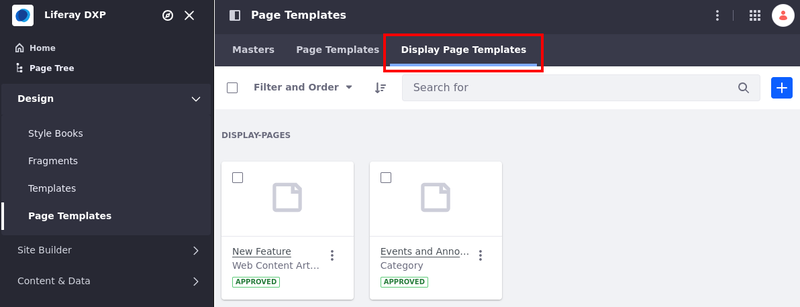 Liferay DXP
Home
Page Tree
Design
Style Books
Fragments
Templates
Page Templates
Site Builder
Content & Data
Page Templates
Masters
Page Templates
Display Page Templates
Filter and Order
Search for
DISPLAY-PAGES
New Feature
Web Content Art...
APPROVED
Events and Anno...
Category
APPROVED